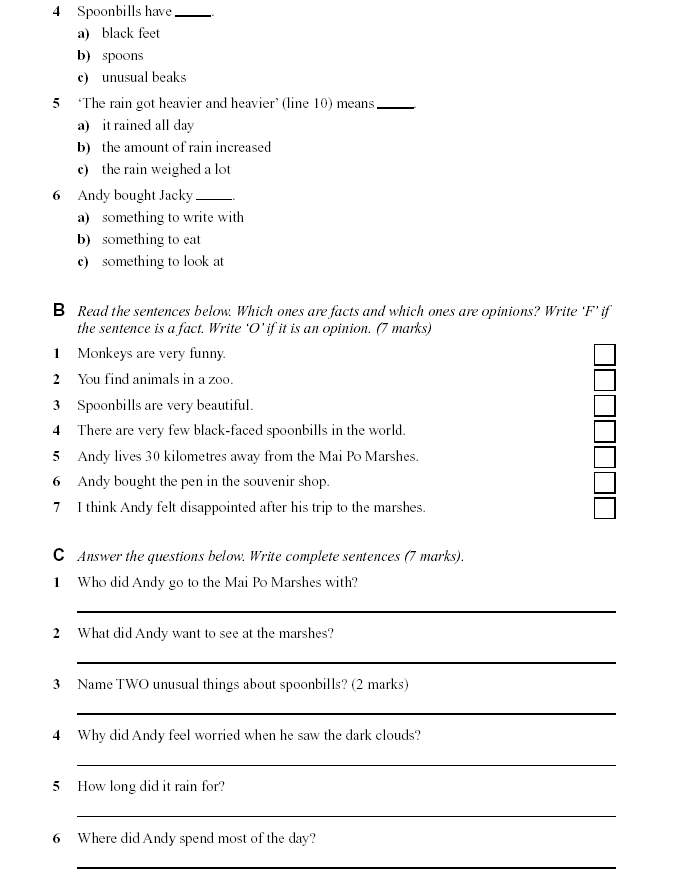 4 Spoonbills have _____.
a) black feet
b) spoons
c) unusual beaks
5 ‘The rain got heavier and heavier’ (line 10) means _____.
a) it rained all day
b) the amount of rain increased
c) the rain weighed a lot
6 Andy bought Jacky _____.
a) something to write with
b) something to eat
c) something to look at
B Read the sentences below. Which ones are facts and which ones are opinions? Write ‘F’ if
the sentence is a fact. Write ‘O’ if it is an opinion. (7 marks)
1 Monkeys are very funny.
2 You find animals in a zoo.
3 Spoonbills are very beautiful.
4 There are very few black-faced spoonbills in the world.
5 Andy lives 30 kilometres away from the Mai Po Marshes.
6 Andy bought the pen in the souvenir shop.
7 I think Andy felt disappointed after his trip to the marshes.
C Answer the questions below. Write complete sentences (7 marks).
1 Who did Andy go to the Mai Po Marshes with?
2 What did Andy want to see at the marshes?
3 Name TWO unusual things about spoonbills? (2 marks)
4 Why did Andy feel worried when he saw the dark clouds?
5 How long did it rain for?
6 Where did Andy spend most of the day?